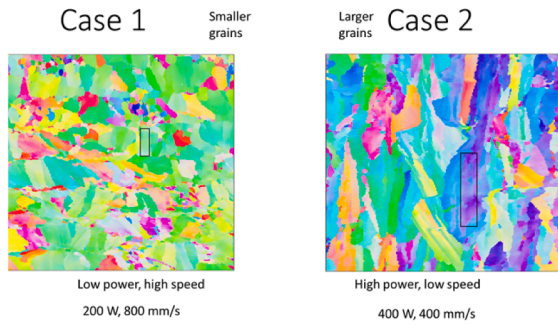 Case 1
Smaller
grains
Larger
grains
Case 2
Low power, high speed
200 W, 800 mm/s
High power, low speed
400 W, 400 mm/s